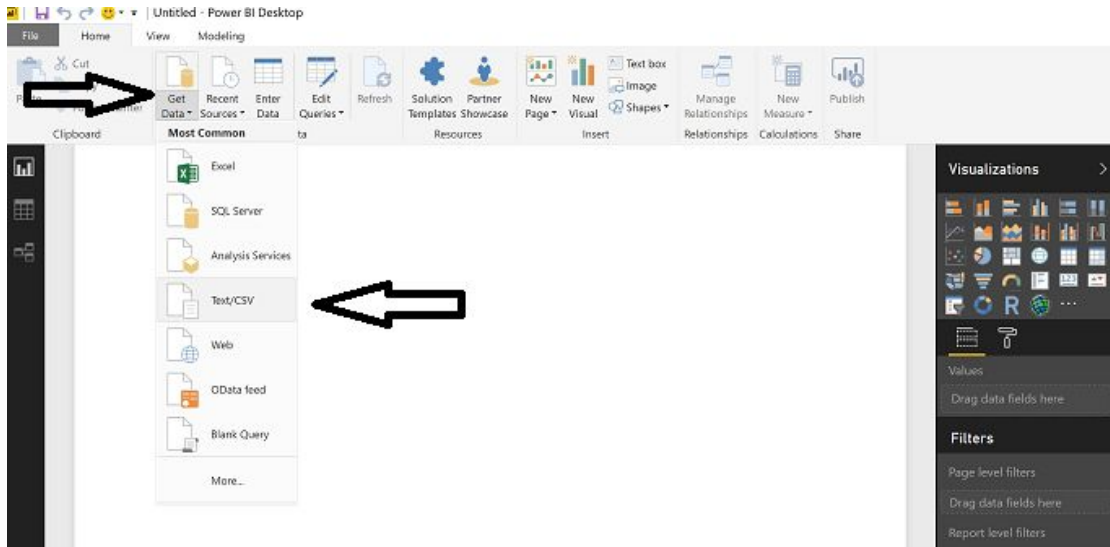 Untitled - Power BI Desktop
File Home View Modeling
Cut
Get Data
Recent Sources
Enter Data
Edit Queries
Refresh
Solution Templates
Partner Showcase
New Page
New Visual
Text box
Image
Shapes
Manage Relationships
New Measure
Publish
Clipboard
Resources
Insert
Relationships
Calculations
Share
Most Common
Excel
SQL Server
Analysis Services
Text/CSV
Web
OData feed
Blank Query
More...
Visualizations
123
R
Values
Drag data fields here
Filters
Page level filters
Drag data fields here
Report level filters